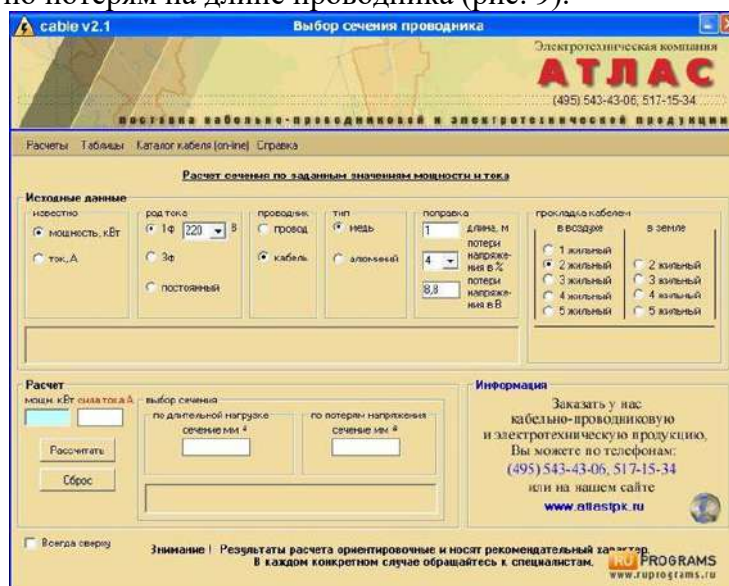 по потерям на длине проводника (рис. 9).
cable v2.1
Выбор сечения проводника
Электротехническая компания
АТЛАС
(495) 543-43-06, 517-15-34
поставка кабельно-проводниковой и электротехнической продукции
Расчеты Таблицы Каталог кабеля (on-line) Справка
Расчет сечения по заданным значениям мощности и тока
Исходные данные
известно
мощность, кВт
ток, А
род тока
1ф 220 В
3ф
постоянный
проводник
провод
кабель
тип
медь
алюминий
поправка
1 длина, м
4 потери напряже-
ния в %
8,8 потери напряже-
ния в В
прокладка кабелем
в воздухе
1 жильный
2 жильный
3 жильный
4 жильный
5 жильный
в земле
2 жильный
3 жильный
4 жильный
5 жильный
Расчет
мощн. кВт сила тока А
Рассчитать
Сброс
выбор сечения
по длительной нагрузке
сечение мм ²
по потерям напряжения
сечение мм ²
Информация
Заказать у нас
кабельно-проводниковую
и электротехническую продукцию,
Вы можете по телефонам:
(495) 543-43-06, 517-15-34
или на нашем сайте
www.atlastpk.ru
Всегда сверху
Внимание ! Результаты расчета ориентировочные и носят рекомендательный характер.
В каждом конкретном случае обращайтесь к специалистам.
RU PROGRAMS
www.ruprograms.ru